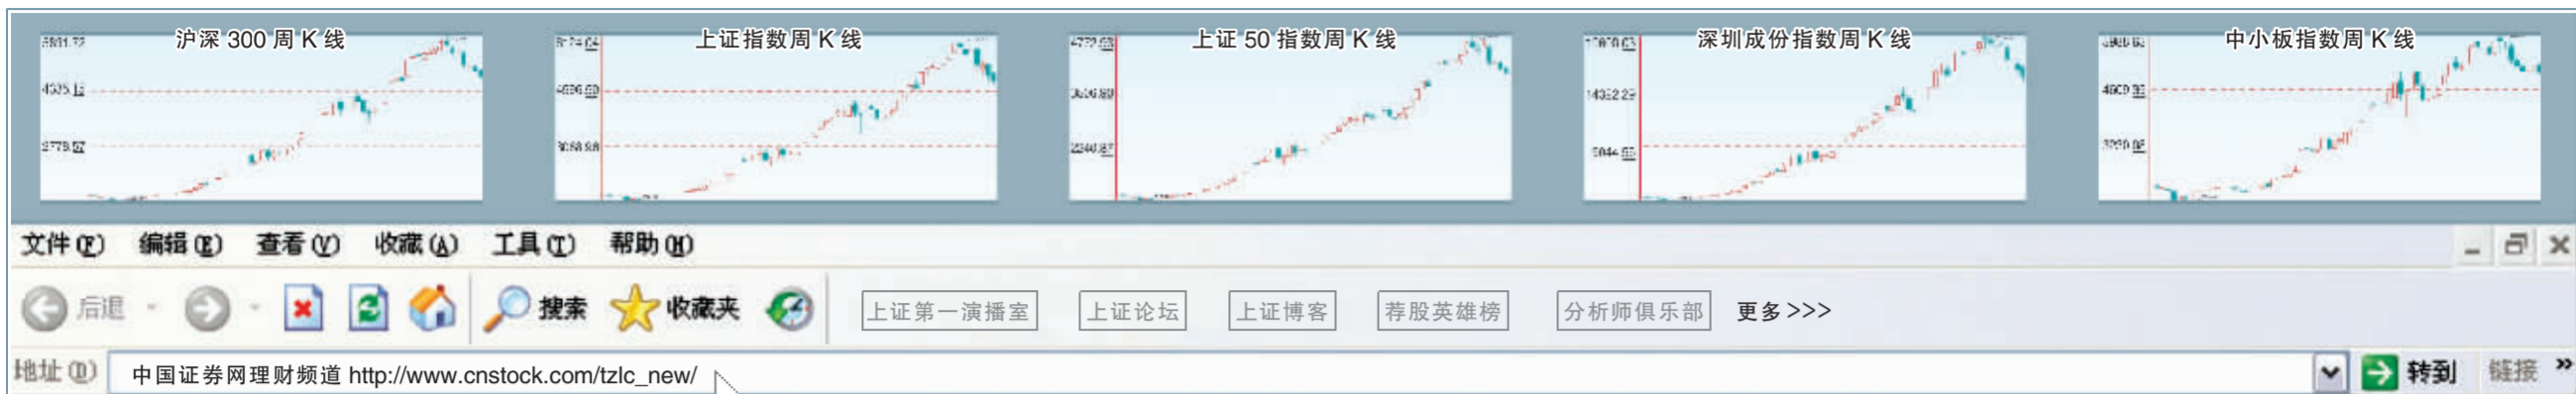 沪深 300 周 K 线
上证指数周 K 线
上证 50 指数周 K 线
深圳成份指数周 K 线
中小板指数周 K 线
文件(F) 编辑(E) 查看(V) 收藏(A) 工具(T) 帮助(H)
后退 搜索 收藏夹 上证第一演播室 上证论坛 上证博客 荐股英雄榜 分析师俱乐部 更多>>>
地址(D) 中国证券网理财频道 http://www.cnstock.com/tzlc_new/ 转到 链接 »